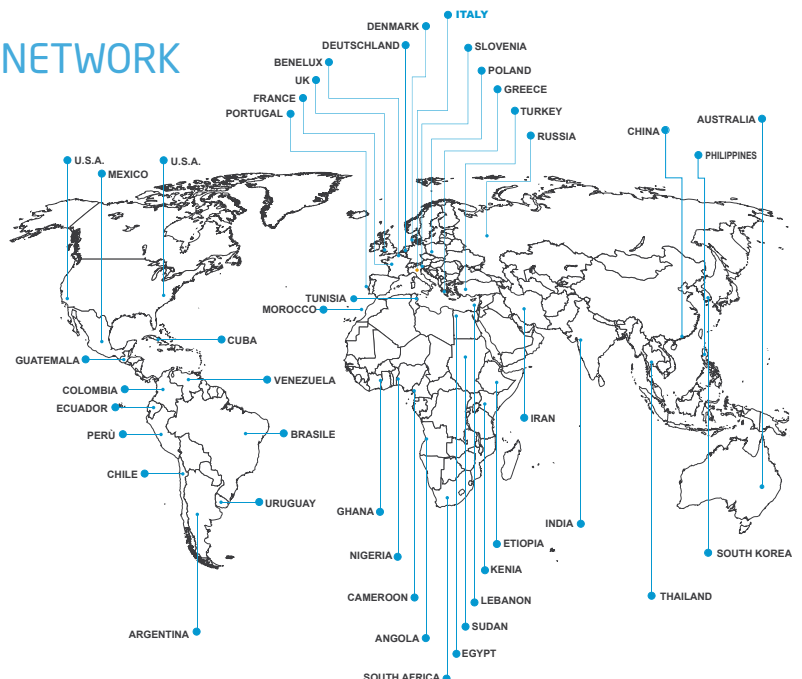 NETWORK
ITALY
DENMARK
DEUTSCHLAND
SLOVENIA
BENELUX
POLAND
UK
GREECE
FRANCE
TURKEY
PORTUGAL
RUSSIA
CHINA
AUSTRALIA
PHILIPPINES
U.S.A.
U.S.A.
MEXICO
TUNISIA
MOROCCO
CUBA
GUATEMALA
VENEZUELA
COLOMBIA
ECUADOR
IRAN
PERÙ
BRASILE
CHILE
URUGUAY
GHANA
INDIA
ETIOPIA
SOUTH KOREA
NIGERIA
KENIA
CAMEROON
LEBANON
THAILAND
SUDAN
ARGENTINA
ANGOLA
EGYPT
SOUTH AFRICA